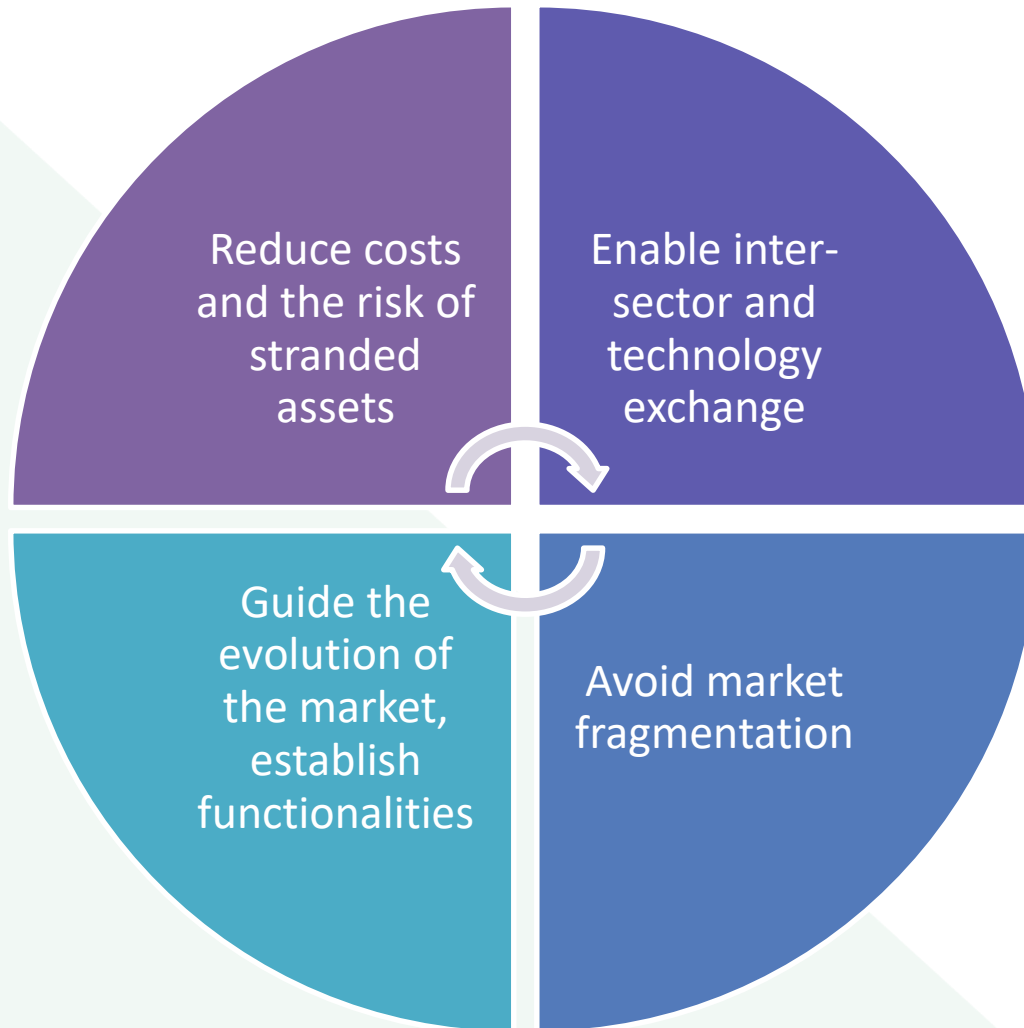 Reduce costs
and the risk of
stranded
assets
Enable inter-
sector and
technology
exchange
Guide the
evolution of
the market,
establish
functionalities
Avoid market
fragmentation